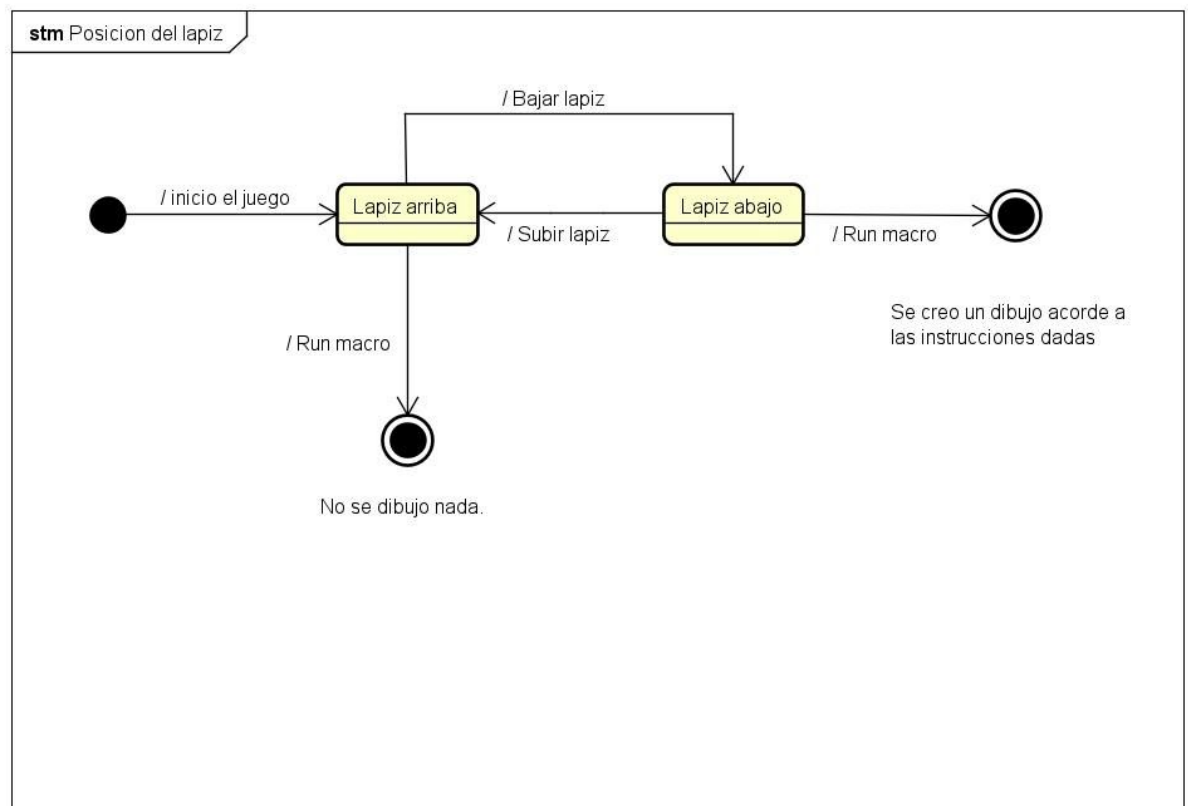 stm Posicion del lapiz
/ Bajar lapiz
/ inicio el juego
Lapiz arriba
Lapiz abajo
/ Subir lapiz
/ Run macro
Se creo un dibujo acorde a
las instrucciones dadas
/ Run macro
No se dibujo nada.